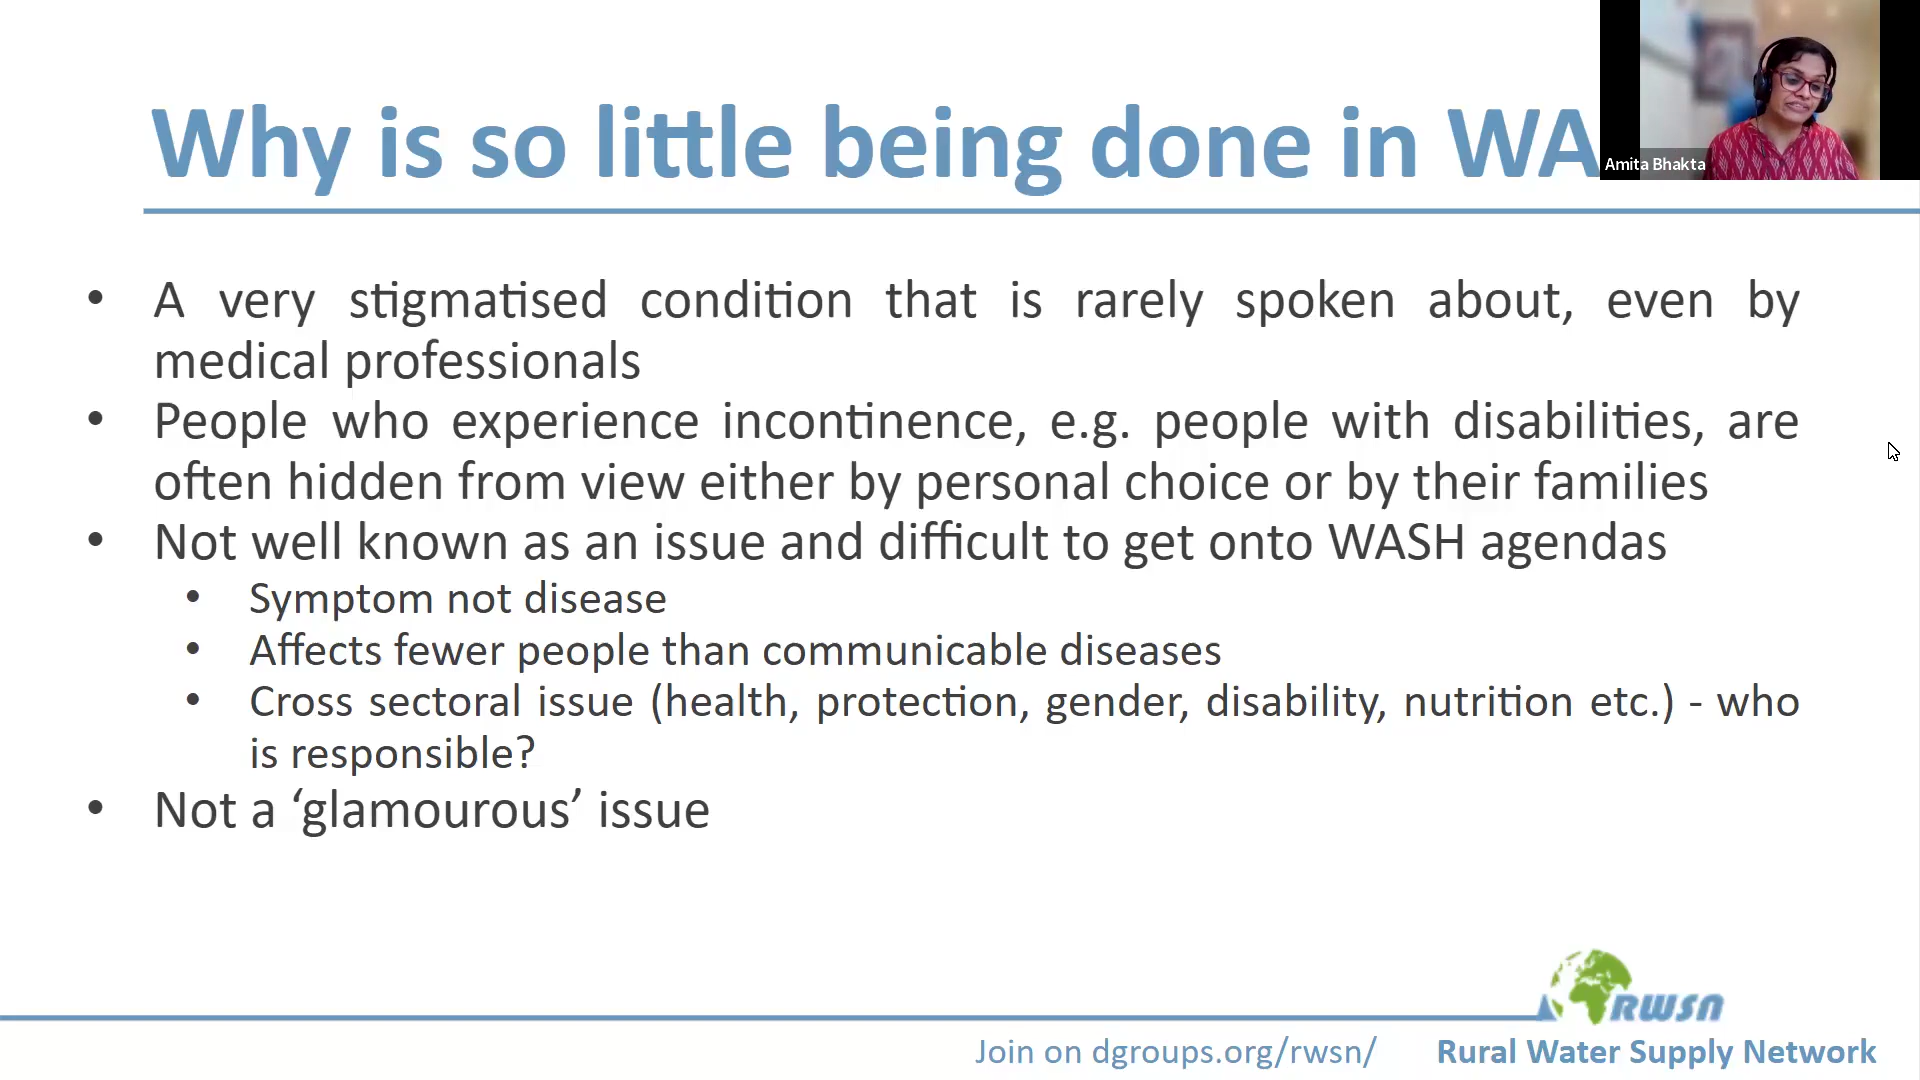 Why is so little being done in WA
Amita Bhakta
• A very stigmatised condition that is rarely spoken about, even by
medical professionals
• People who experience incontinence, e.g. people with disabilities, are
often hidden from view either by personal choice or by their families
• Not well known as an issue and difficult to get onto WASH agendas
• Symptom not disease
• Affects fewer people than communicable diseases
• Cross sectoral issue (health, protection, gender, disability, nutrition etc.) - who
is responsible?
• Not a ‘glamourous’ issue
RWSN
Join on dgroups.org/rwsn/ Rural Water Supply Network